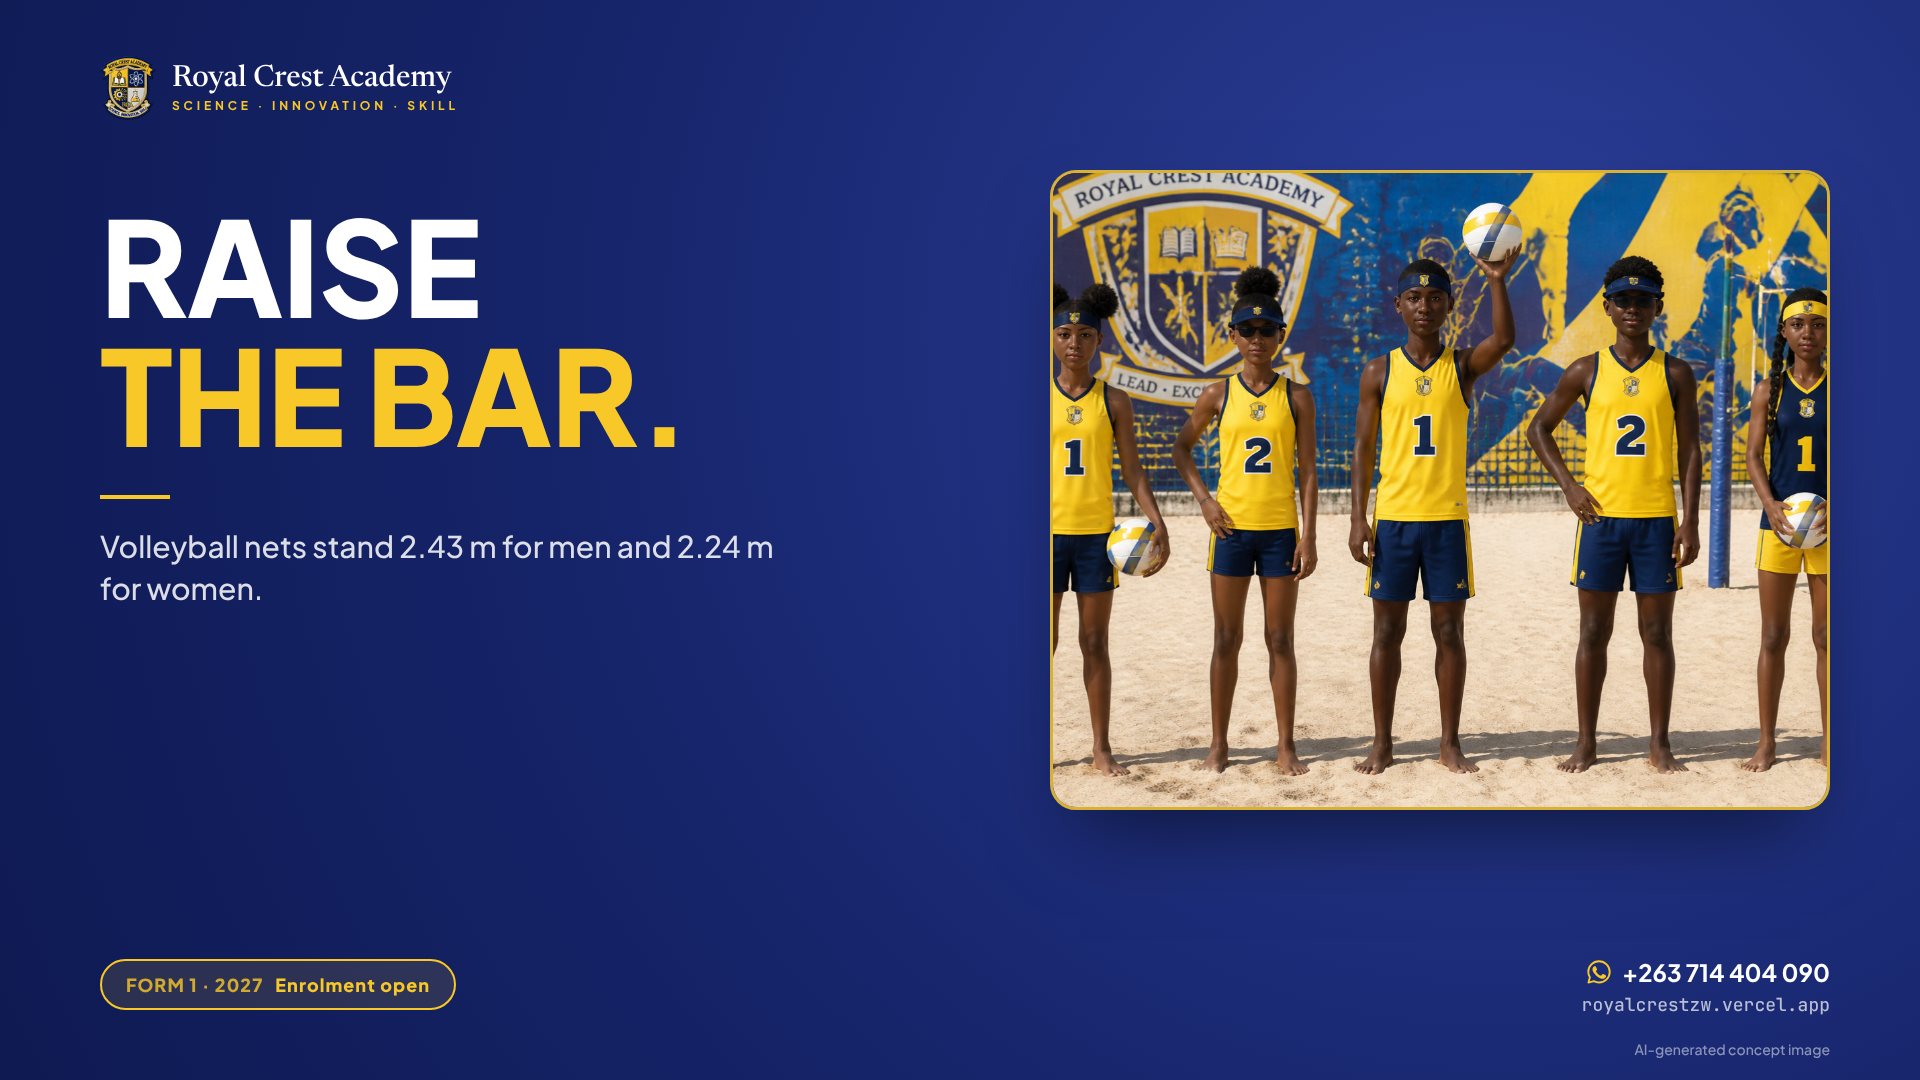 Royal Crest Academy
SCIENCE · INNOVATION · SKILL
RAISE
THE BAR.
Volleyball nets stand 2.43 m for men and 2.24 m
for women.
ROYAL CREST ACADEMY
LEAD · EXC
1
2
1
2
1
FORM 1 · 2027 Enrolment open
+263 714 404 090
royalcrestzw.vercel.app
AI-generated concept image